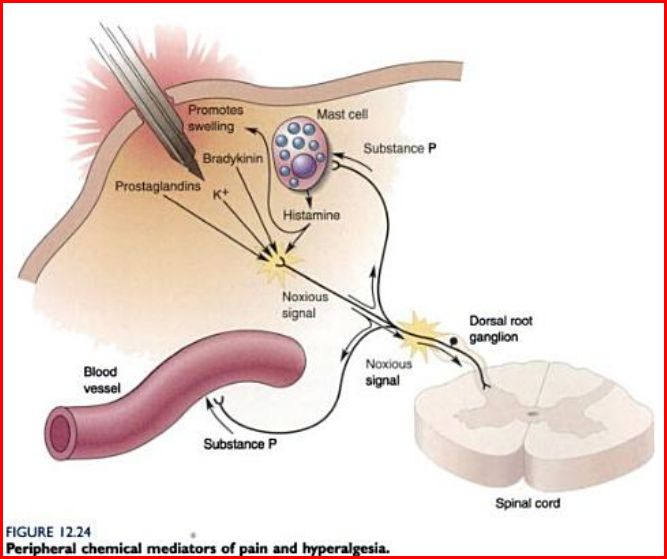 Promotes
swelling
Mast cell
Substance P
Bradykinin
Prostaglandins
K+
Histamine
Noxious
signal
Dorsal root
ganglion
Noxious
signal
Blood
vessel
Substance P
Spinal cord
FIGURE 12.24
Peripheral chemical mediators of pain and hyperalgesia.